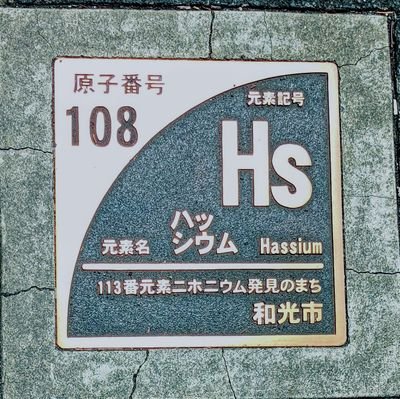 原子番号
108
元素記号
Hs
ハッ
シウム
元素名
Hassium
113番元素ニホニウム発見のまち
和光市